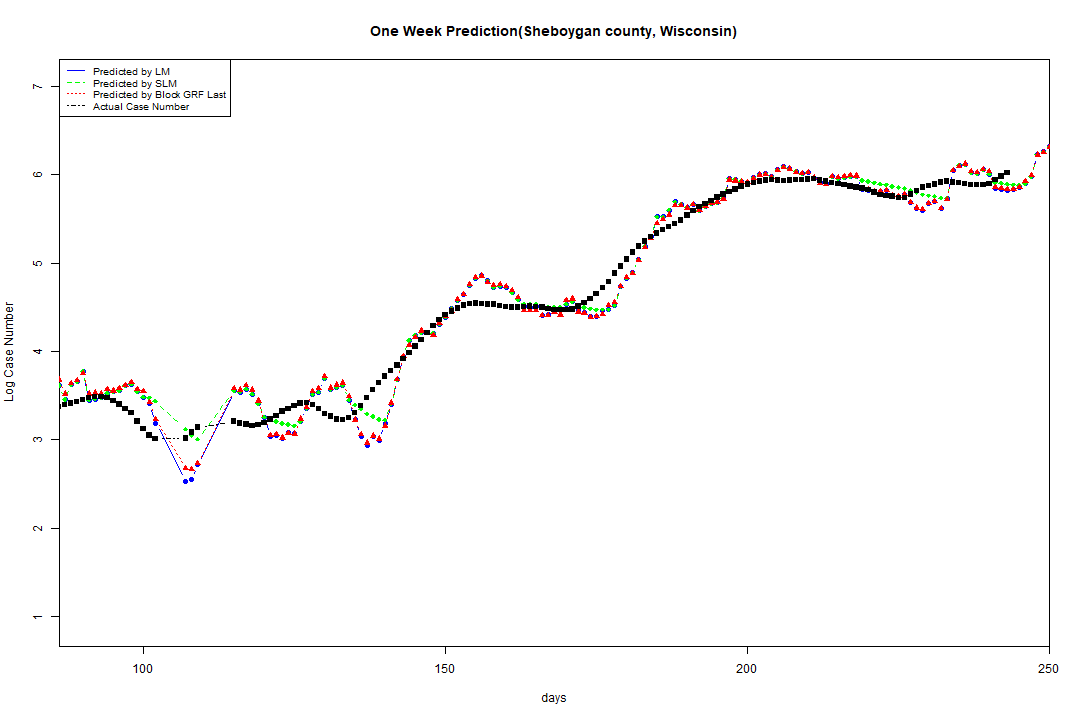 One Week Prediction(Sheboygan county, Wisconsin)
Predicted by LM
Predicted by SLM
Predicted by Block GRF Last
Actual Case Number
7
6
5
4
3
2
1
Log Case Number
100 150 200 250
days